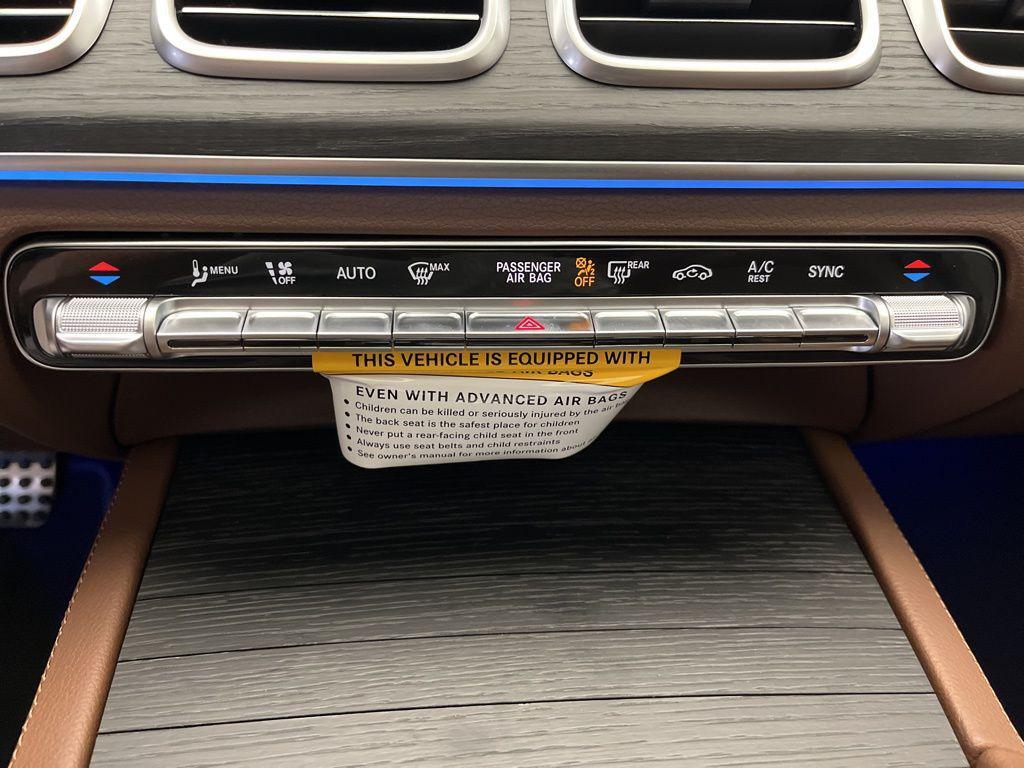 MENU
OFF
AUTO
MAX
PASSENGER
AIR BAG
OFF
REAR
A/C
REST
SYNC
THIS VEHICLE IS EQUIPPED WITH
AIR BAGS
EVEN WITH ADVANCED AIR BAGS
• Children can be killed or seriously injured by the air
• The back seat is the safest place for children
• Never put a rear-facing child seat in the front
• Always use seat belts and child restraints
• See owner's manual for more information about